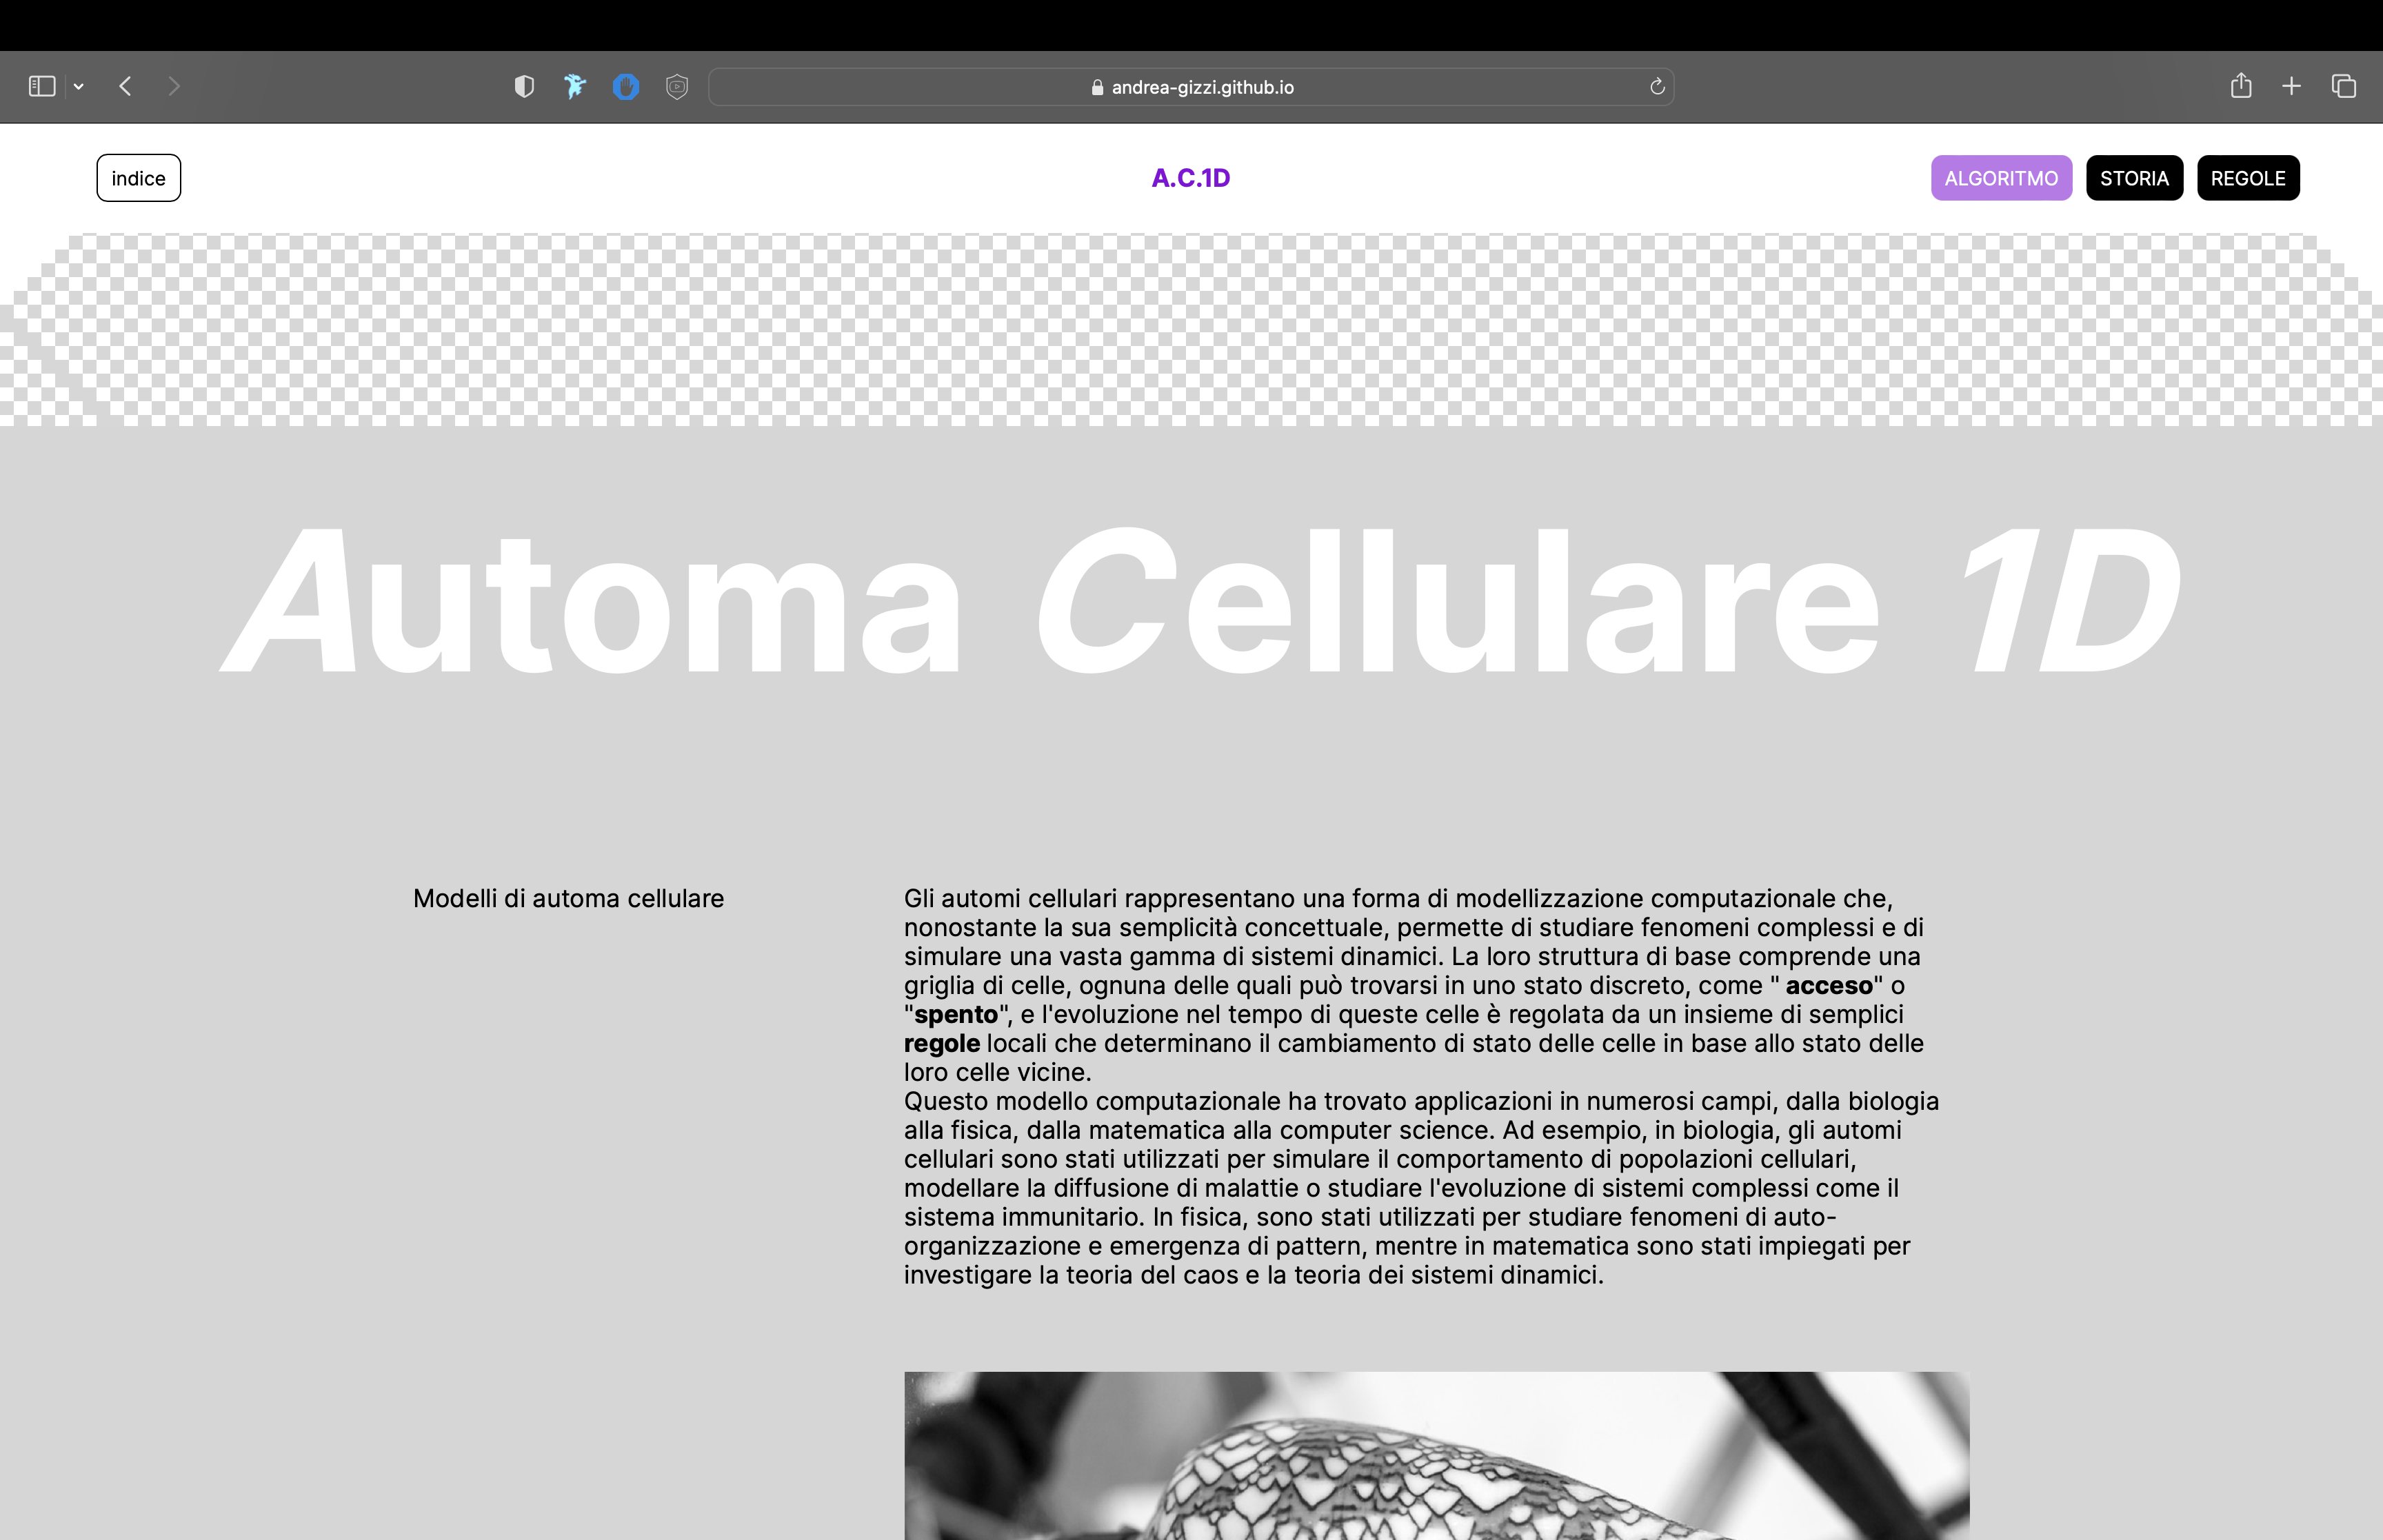 andrea-gizzi.github.io
indice
A.C.1D
ALGORITMO
STORIA
REGOLE
Automa Cellulare 1D
Modelli di automa cellulare
Gli automi cellulari rappresentano una forma di modellizzazione computazionale che,
nonostante la sua semplicità concettuale, permette di studiare fenomeni complessi e di
simulare una vasta gamma di sistemi dinamici. La loro struttura di base comprende una
griglia di celle, ognuna delle quali può trovarsi in uno stato discreto, come " acceso" o
"spento", e l'evoluzione nel tempo di queste celle è regolata da un insieme di semplici
regole locali che determinano il cambiamento di stato delle celle in base allo stato delle
loro celle vicine.
Questo modello computazionale ha trovato applicazioni in numerosi campi, dalla biologia
alla fisica, dalla matematica alla computer science. Ad esempio, in biologia, gli automi
cellulari sono stati utilizzati per simulare il comportamento di popolazioni cellulari,
modellare la diffusione di malattie o studiare l'evoluzione di sistemi complessi come il
sistema immunitario. In fisica, sono stati utilizzati per studiare fenomeni di auto-
organizzazione e emergenza di pattern, mentre in matematica sono stati impiegati per
investigare la teoria del caos e la teoria dei sistemi dinamici.